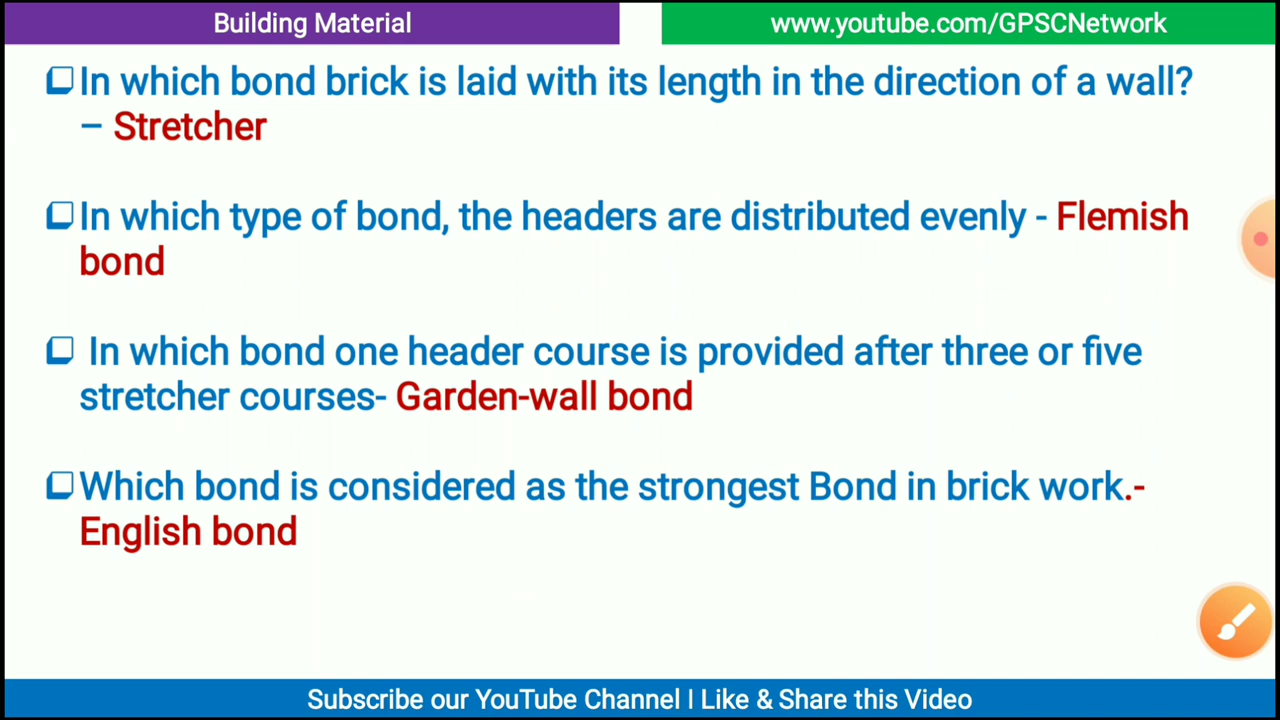 Building Material
www.youtube.com/GPSCNetwork
In which bond brick is laid with its length in the direction of a wall?
– Stretcher
In which type of bond, the headers are distributed evenly - Flemish
bond
In which bond one header course is provided after three or five
stretcher courses- Garden-wall bond
Which bond is considered as the strongest Bond in brick work.-
English bond
Subscribe our YouTube Channel I Like & Share this Video